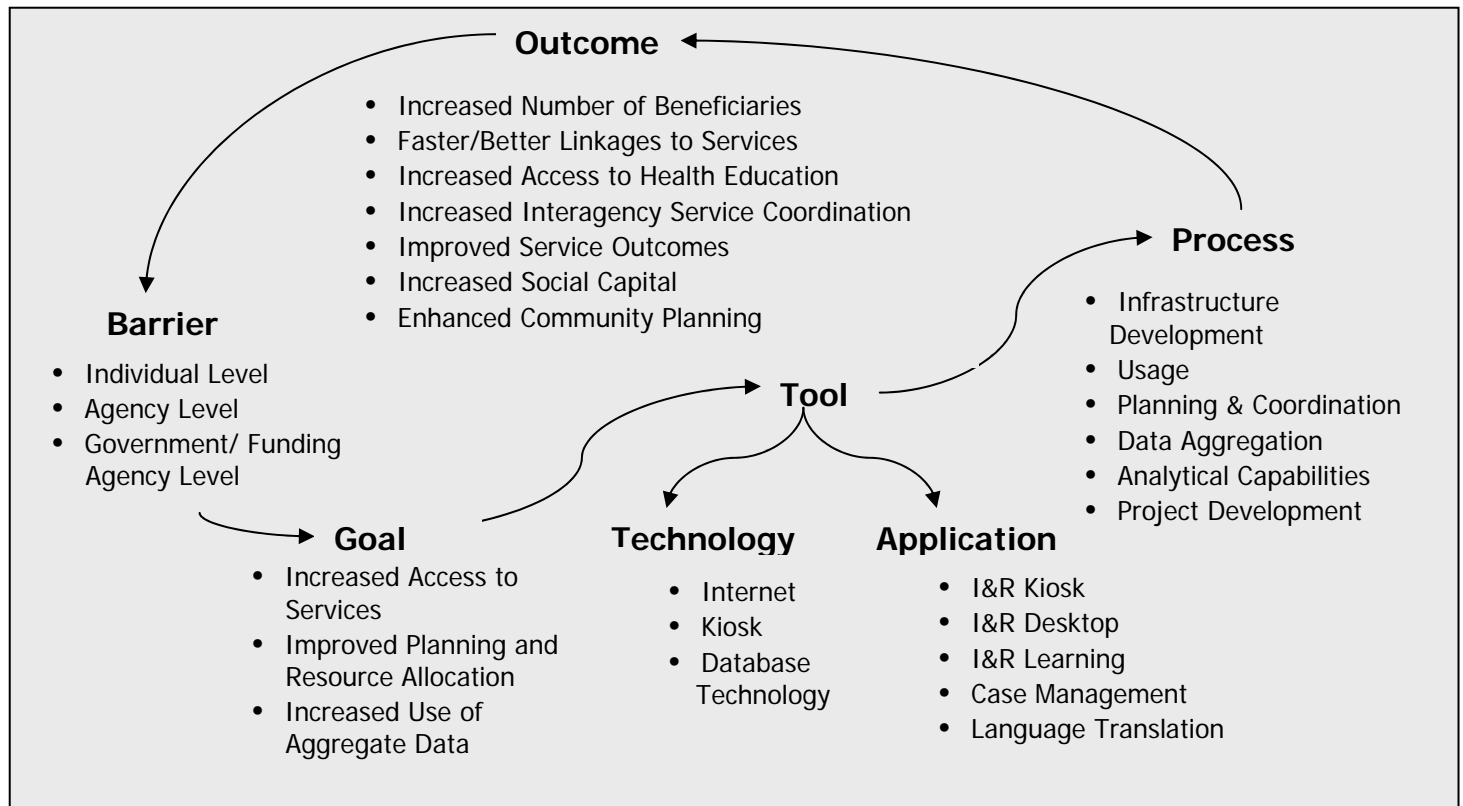 Outcome
• Increased Number of Beneficiaries
• Faster/Better Linkages to Services
• Increased Access to Health Education
• Increased Interagency Service Coordination
• Improved Service Outcomes
• Increased Social Capital
• Enhanced Community Planning
Process
• Infrastructure
Development
• Usage
• Planning & Coordination
• Data Aggregation
• Analytical Capabilities
• Project Development
Barrier
• Individual Level
• Agency Level
• Government/ Funding
Agency Level
Tool
Goal
• Increased Access to
Services
• Improved Planning and
Resource Allocation
• Increased Use of
Aggregate Data
Technology
• Internet
• Kiosk
• Database
Technology
Application
• I&R Kiosk
• I&R Desktop
• I&R Learning
• Case Management
• Language Translation